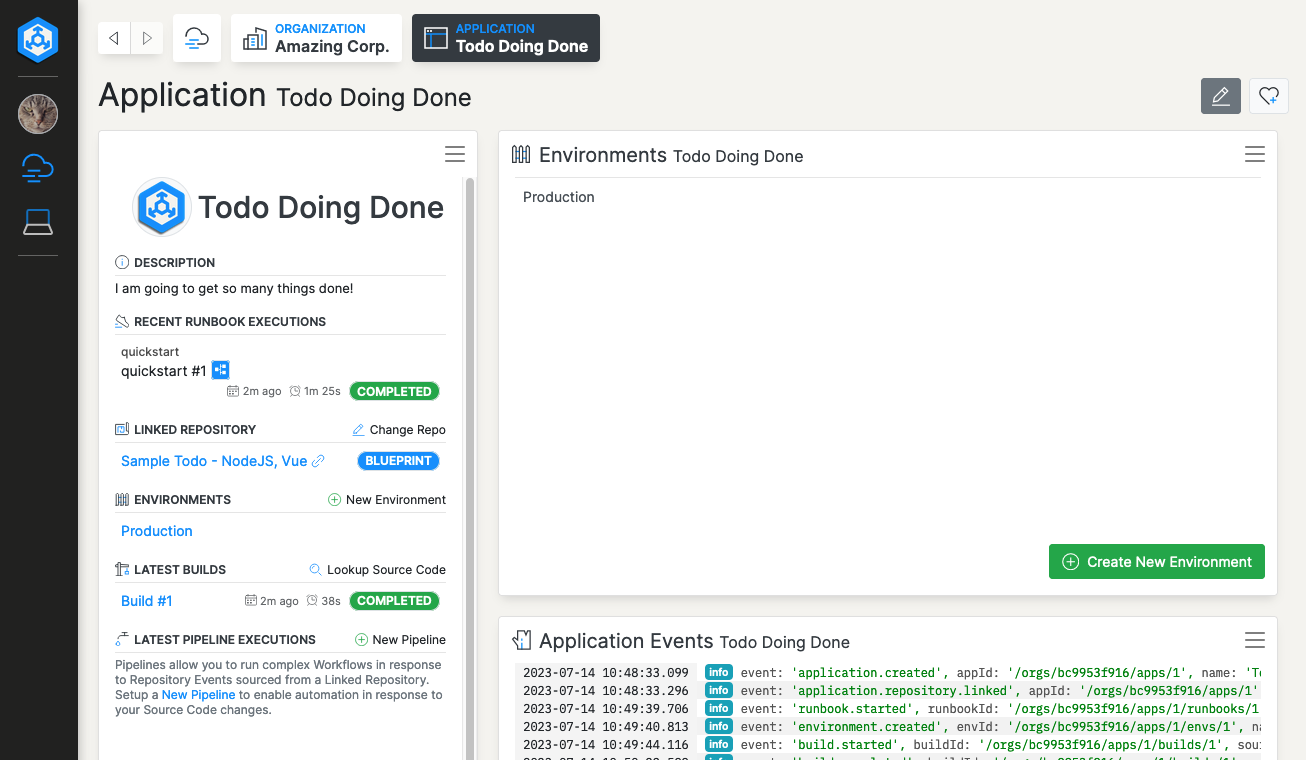 ORGANIZATION
Amazing Corp.
APPLICATION
Todo Doing Done
Application Todo Doing Done
Todo Doing Done
DESCRIPTION
I am going to get so many things done!
RECENT RUNBOOK EXECUTIONS
quickstart
quickstart #1
2m ago 1m 25s COMPLETED
LINKED REPOSITORY Change Repo
Sample Todo - NodeJS, Vue BLUEPRINT
ENVIRONMENTS New Environment
Production
LATEST BUILDS Lookup Source Code
Build #1 2m ago 38s COMPLETED
LATEST PIPELINE EXECUTIONS New Pipeline
Pipelines allow you to run complex Workflows in response
to Repository Events sourced from a Linked Repository.
Setup a New Pipeline to enable automation in response to
your Source Code changes.
Environments Todo Doing Done
Production
Create New Environment
Application Events Todo Doing Done
2023-07-14 10:48:33.099 info event: 'application.created', appId: '/orgs/bc9953f916/apps/1', name: 'To
2023-07-14 10:48:33.296 info event: 'application.repository.linked', appId: '/orgs/bc9953f916/apps/1'
2023-07-14 10:49:39.706 info event: 'runbook.started', runbookId: '/orgs/bc9953f916/apps/1/runbooks/1
2023-07-14 10:49:40.813 info event: 'environment.created', envId: '/orgs/bc9953f916/apps/1/envs/1', na
2023-07-14 10:49:44.116 info event: 'build.started', buildId: '/orgs/bc9953f916/apps/1/builds/1', sour